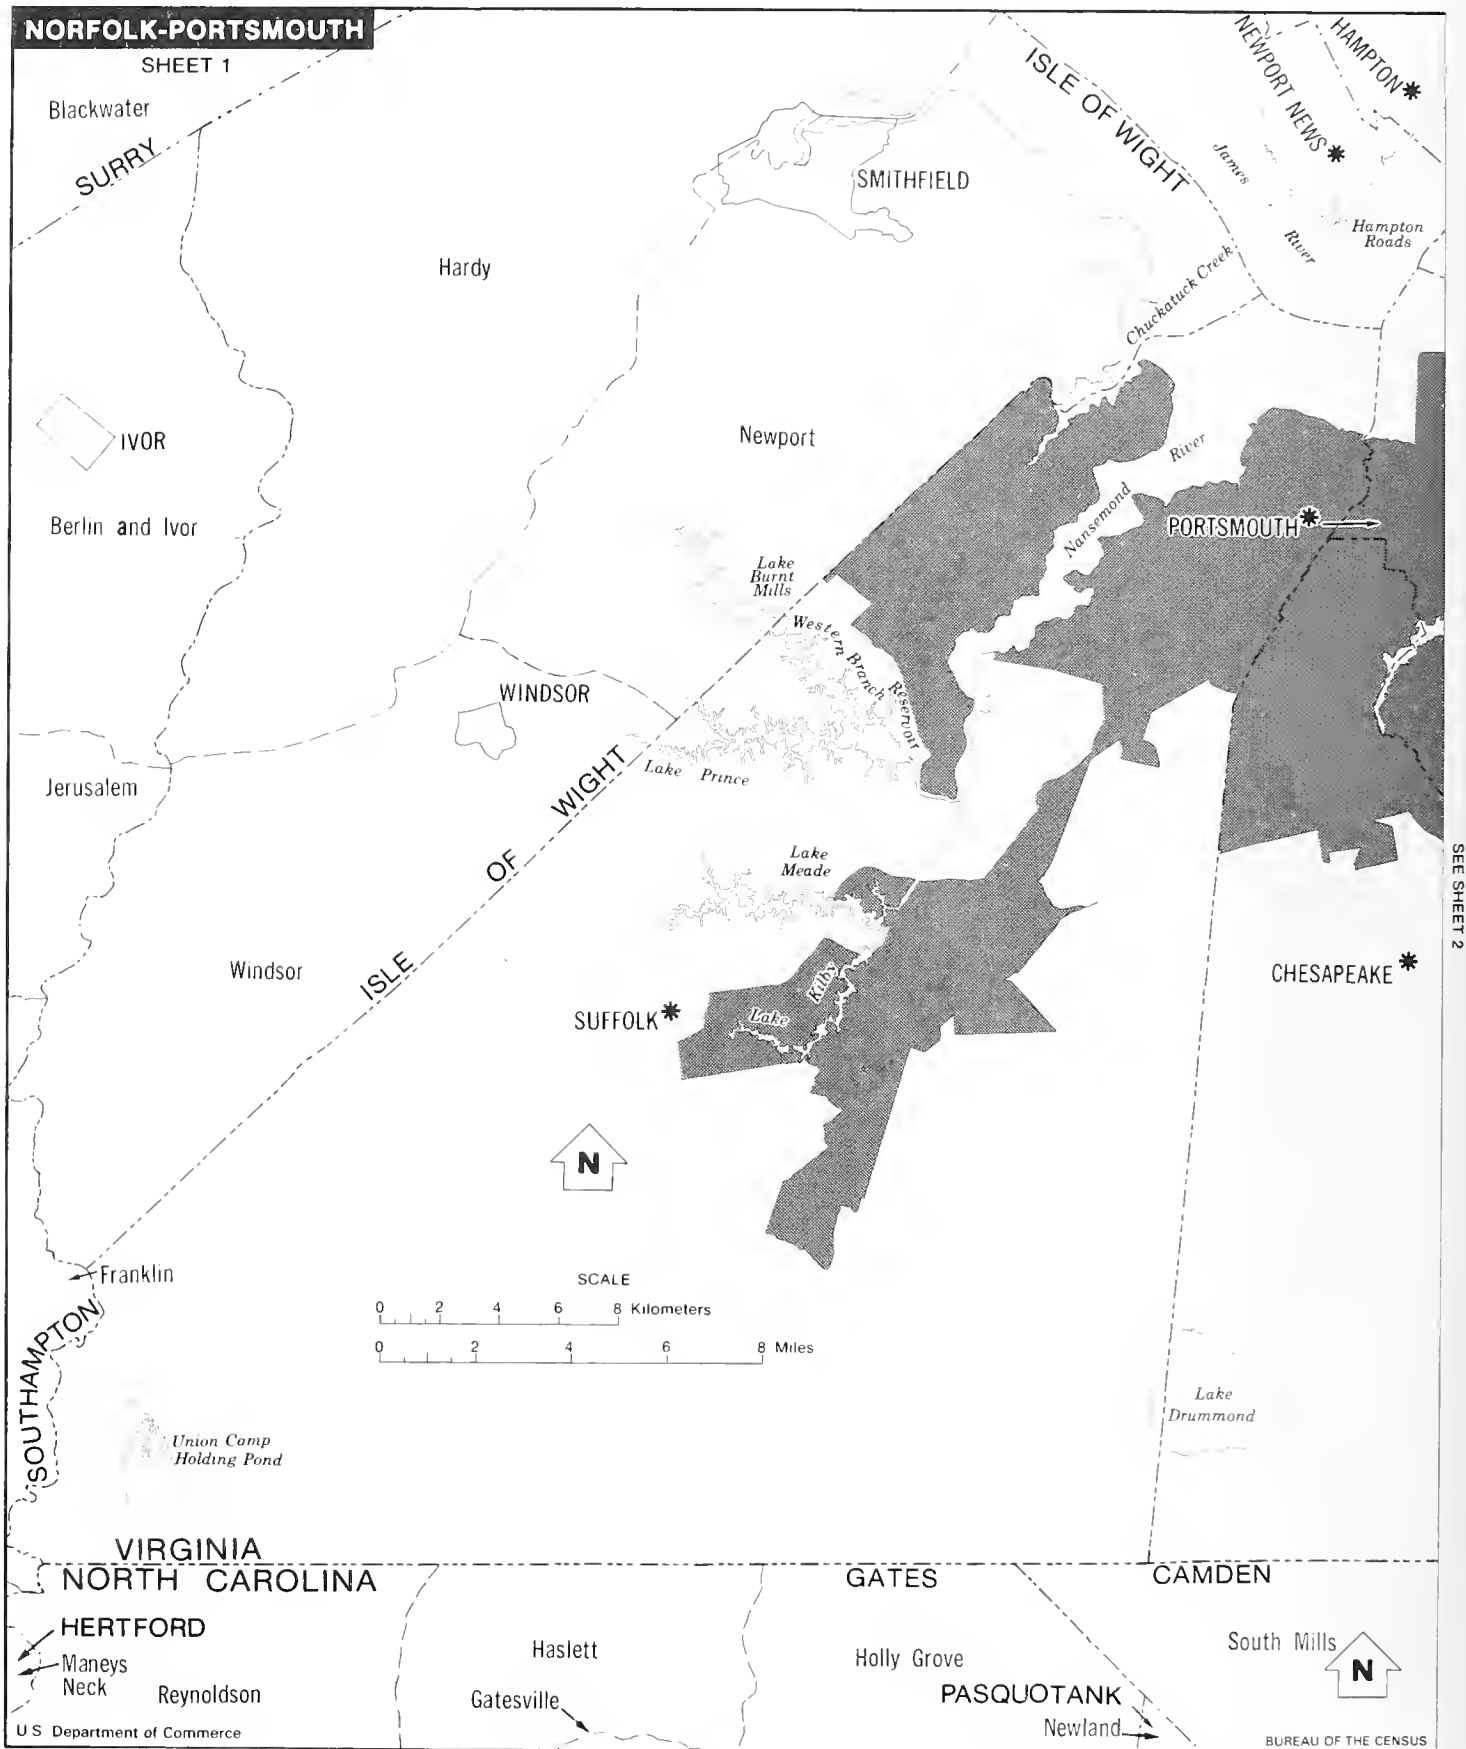 NORFOLK-PORTSMOUTH
SHEET 1
Blackwater
SURRY
ISLE OF WIGHT
NEWPORT NEWS
HAMPTON
James
River
Hampton
Roads
SMITHFIELD
Hardy
Chuckatuck Creek
IVOR
Newport
River
Nansemond
Berlin and Ivor
PORTSMOUTH
Lake
Burnt
Mills
Western Branch Reservoir
WINDSOR
Lake Prince
Jerusalem
ISLE OF WIGHT
Lake
Meade
SEE SHEET 2
Windsor
Kilby
Lake
SUFFOLK
CHESAPEAKE
N
Franklin
SCALE
0 2 4 6 8 Kilometers
0 2 4 6 8 Miles
SOUTHAMPTON
Lake
Drummond
Union Camp
Holding Pond
VIRGINIA
NORTH CAROLINA
GATES
CAMDEN
HERTFORD
Maneys
Neck
Reynoldson
Haslett
Gatesville
Holly Grove
South Mills
N
PASQUOTANK
Newland
U S Department of Commerce
BUREAU OF THE CENSUS